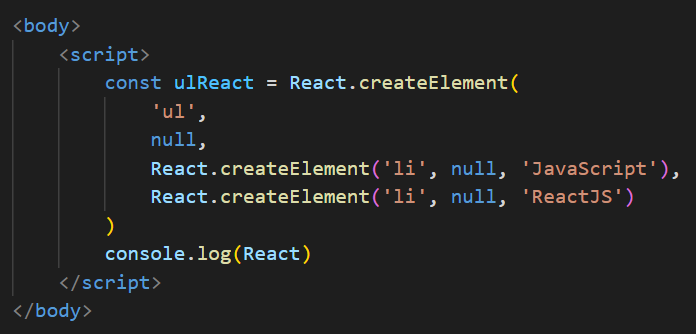 <body>
<script>
const ulReact = React.createElement(
'ul',
null,
React.createElement('li', null, 'JavaScript'),
React.createElement('li', null, 'ReactJS')
)
console.log(React)
</script>
</body>